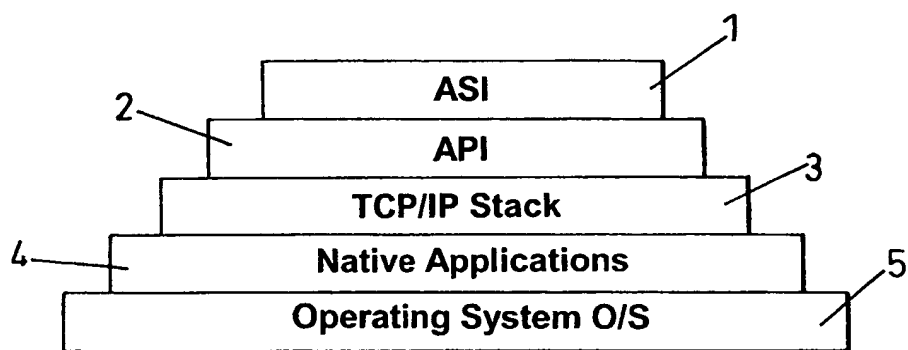 1
ASI
2
API
3
TCP/IP Stack
4
Native Applications
5
Operating System O/S